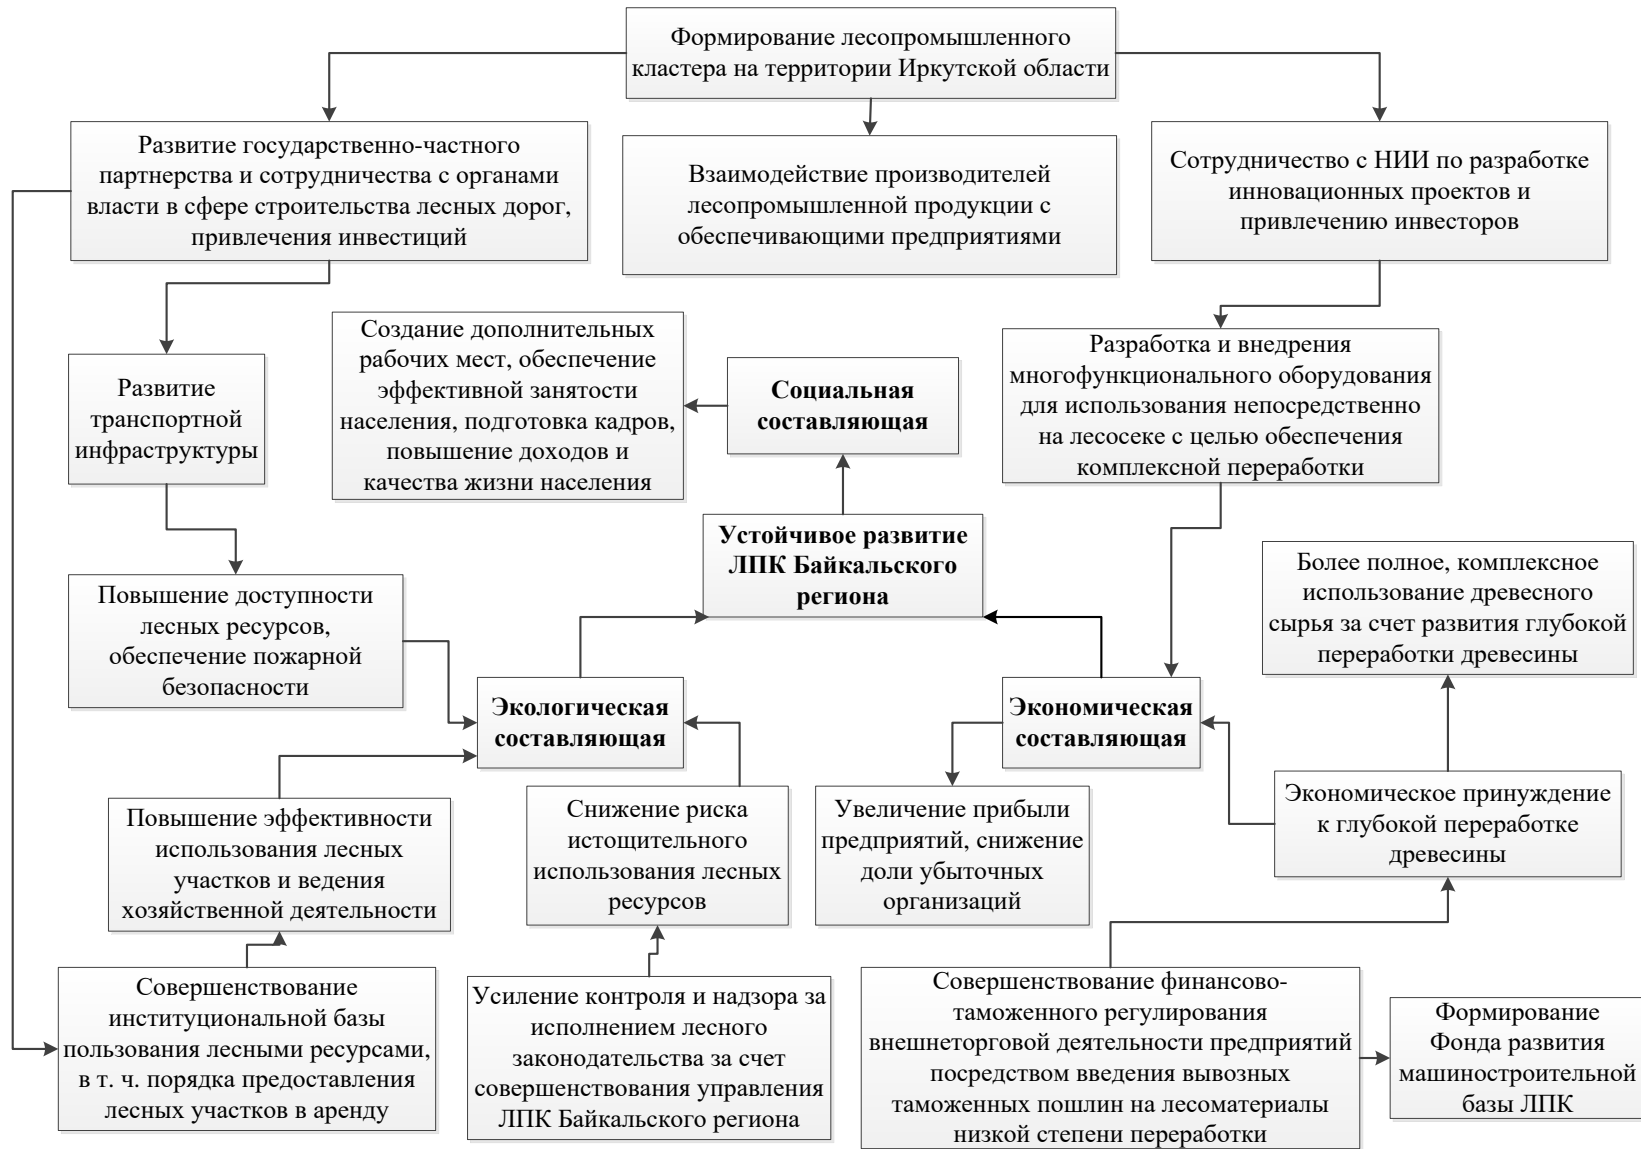 Формирование лесопромышленного
кластера на территории Иркутской области
Развитие государственно-частного
партнерства и сотрудничества с органами
власти в сфере строительства лесных дорог,
привлечения инвестиций
Взаимодействие производителей
лесопромышленной продукции с
обеспечивающими предприятиями
Сотрудничество с НИИ по разработке
инновационных проектов и
привлечению инвесторов
Развитие
транспортной
инфраструктуры
Создание дополнительных
рабочих мест, обеспечение
эффективной занятости
населения, подготовка кадров,
повышение доходов и
качества жизни населения
Социальная
составляющая
Разработка и внедрения
многофункционального оборудования
для использования непосредственно
на лесосеке с целью обеспечения
комплексной переработки
Устойчивое развитие
ЛПК Байкальского
региона
Более полное, комплексное
использование древесного
сырья за счет развития глубокой
переработки древесины
Повышение доступности
лесных ресурсов,
обеспечение пожарной
безопасности
Экологическая
составляющая
Экономическая
составляющая
Повышение эффективности
использования лесных
участков и ведения
хозяйственной деятельности
Снижение риска
истощительного
использования лесных
ресурсов
Увеличение прибыли
предприятий, снижение
доли убыточных
организаций
Экономическое принуждение
к глубокой переработке
древесины
Совершенствование
институциональной базы
пользования лесными ресурсами,
в т. ч. порядка предоставления
лесных участков в аренду
Усиление контроля и надзора за
исполнением лесного
законодательства за счет
совершенствования управления
ЛПК Байкальского региона
Совершенствование финансово-
таможенного регулирования
внешнеторговой деятельности предприятий
посредством введения вывозных
таможенных пошлин на лесоматериалы
низкой степени переработки
Формирование
Фонда развития
машиностроительной
базы ЛПК